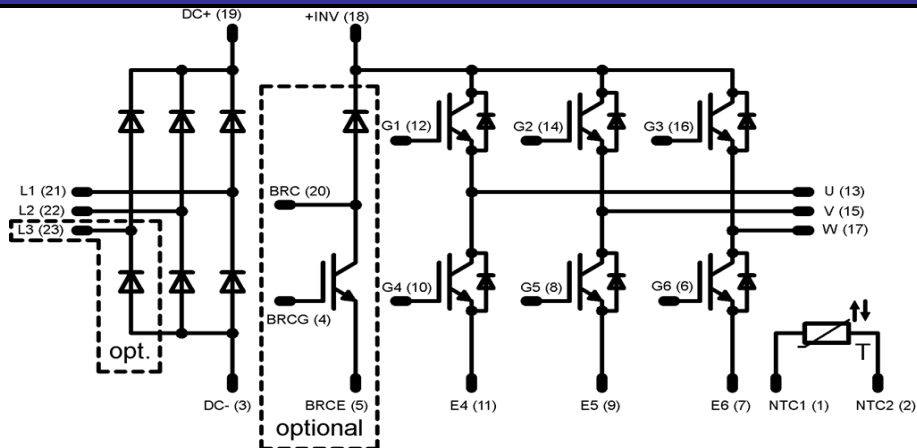 DC+ (19)
+INV (18)
G1 (12)
G2 (14)
G3 (16)
L1 (21)
BRC (20)
U (13)
L2 (22)
V (15)
L3 (23)
W (17)
G4 (10)
G5 (8)
G6 (6)
BRCG (4)
opt.
T
DC- (3)
BRCE (5)
E4 (11)
E5 (9)
E6 (7)
NTC1 (1)
NTC2 (2)
optional